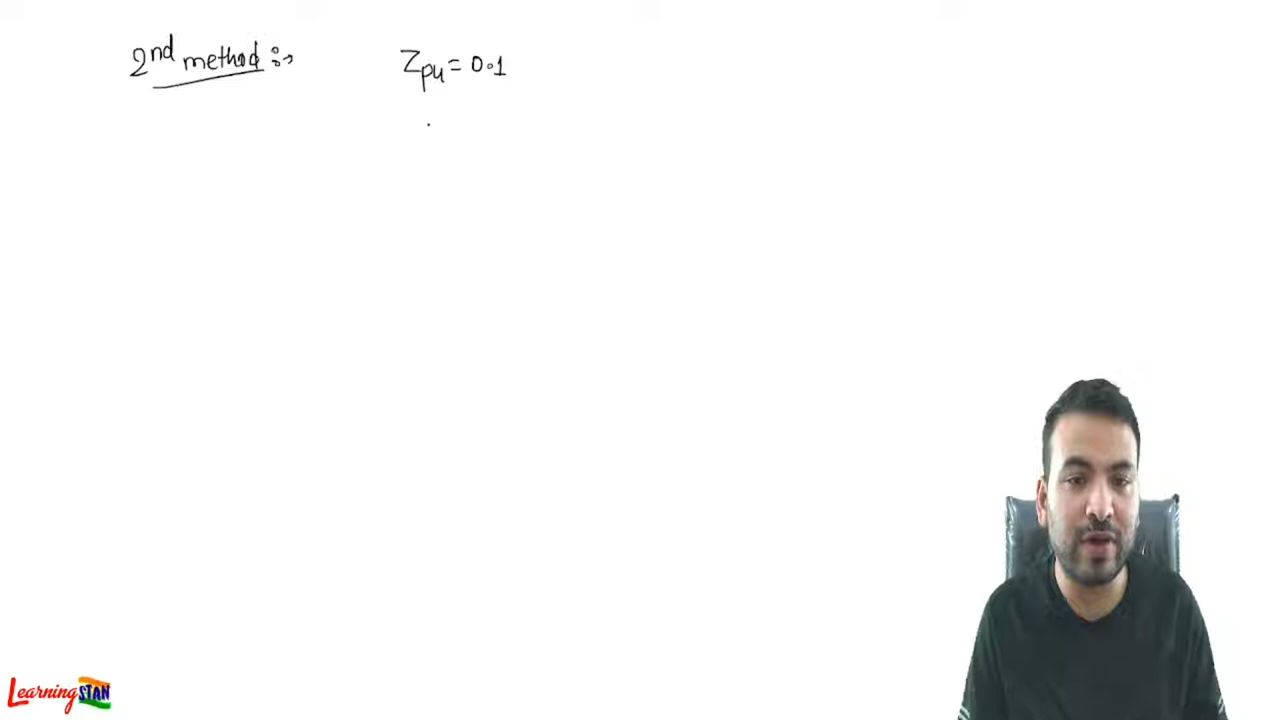 2nd method :->
Zpu = 0.1
LearningSTAN